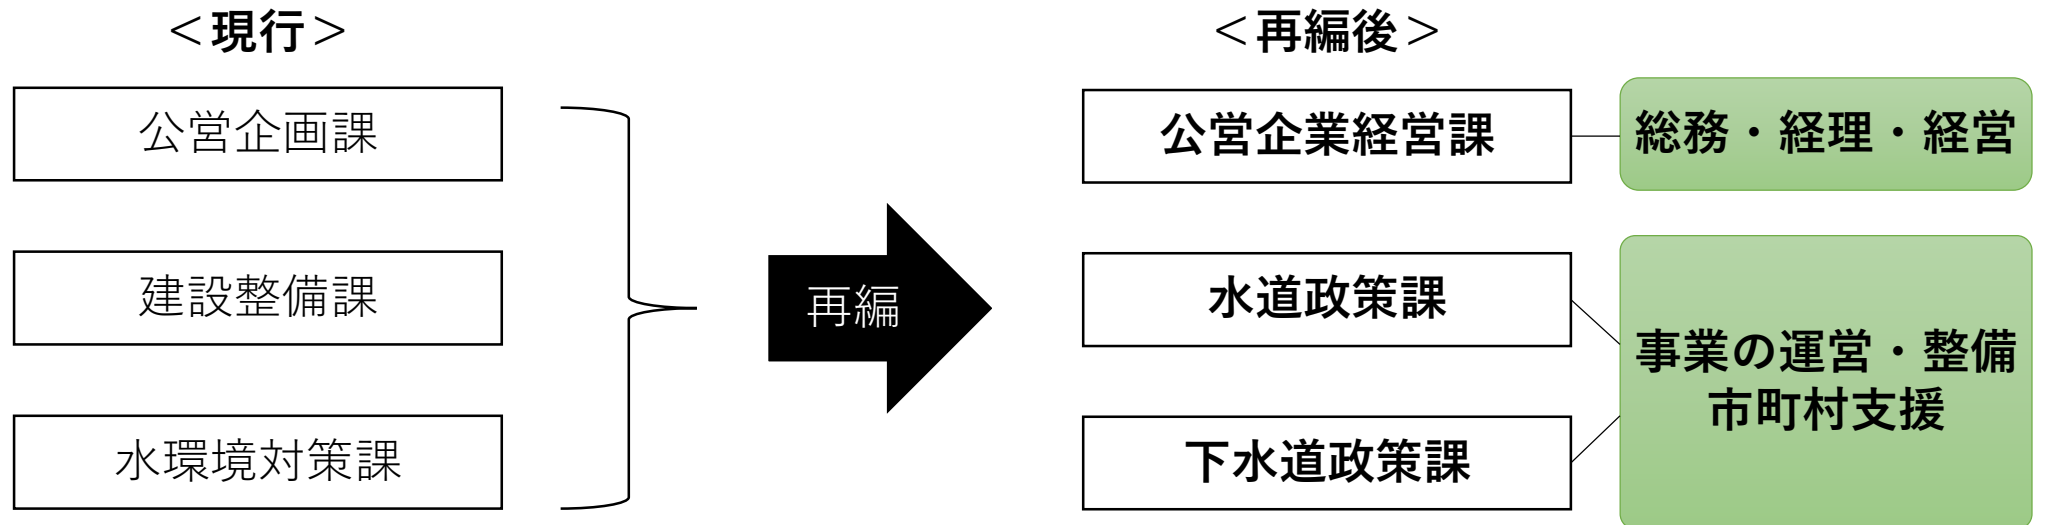 ＜現行＞
公営企画課
建設整備課
水環境対策課
再編
＜再編後＞
公営企業経営課
総務・経理・経営
水道政策課
下水道政策課
事業の運営・整備
市町村支援